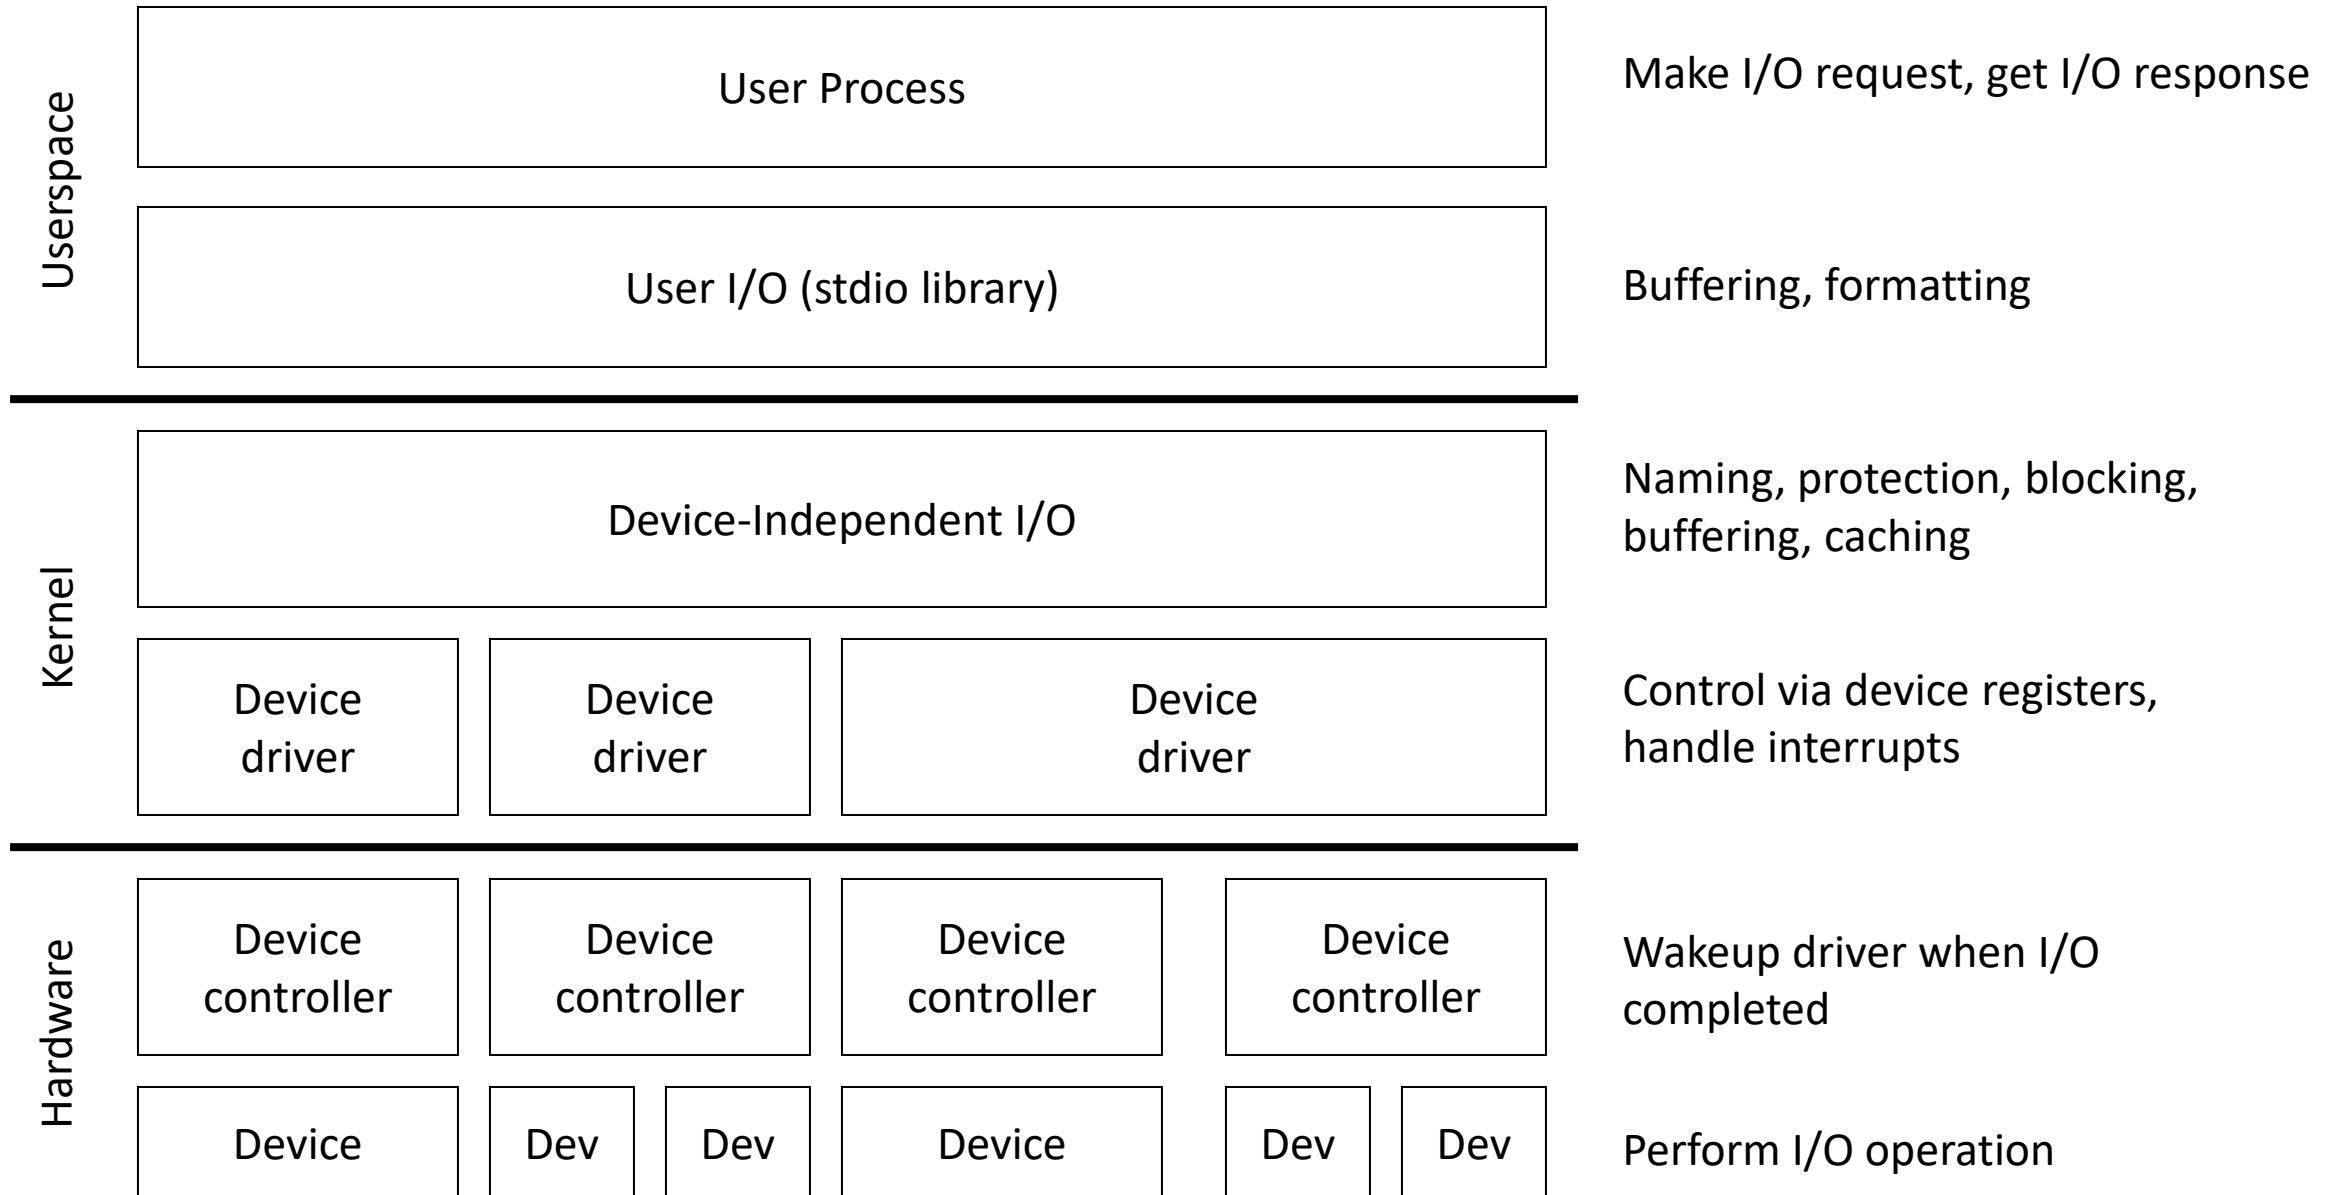 Userspace
User Process
Make I/O request, get I/O response
User I/O (stdio library)
Buffering, formatting
Kernel
Device-Independent I/O
Naming, protection, blocking,
buffering, caching
Device
driver
Device
driver
Device
driver
Control via device registers,
handle interrupts
Hardware
Device
controller
Device
controller
Device
controller
Device
controller
Wakeup driver when I/O
completed
Device
Dev
Dev
Device
Dev
Dev
Perform I/O operation